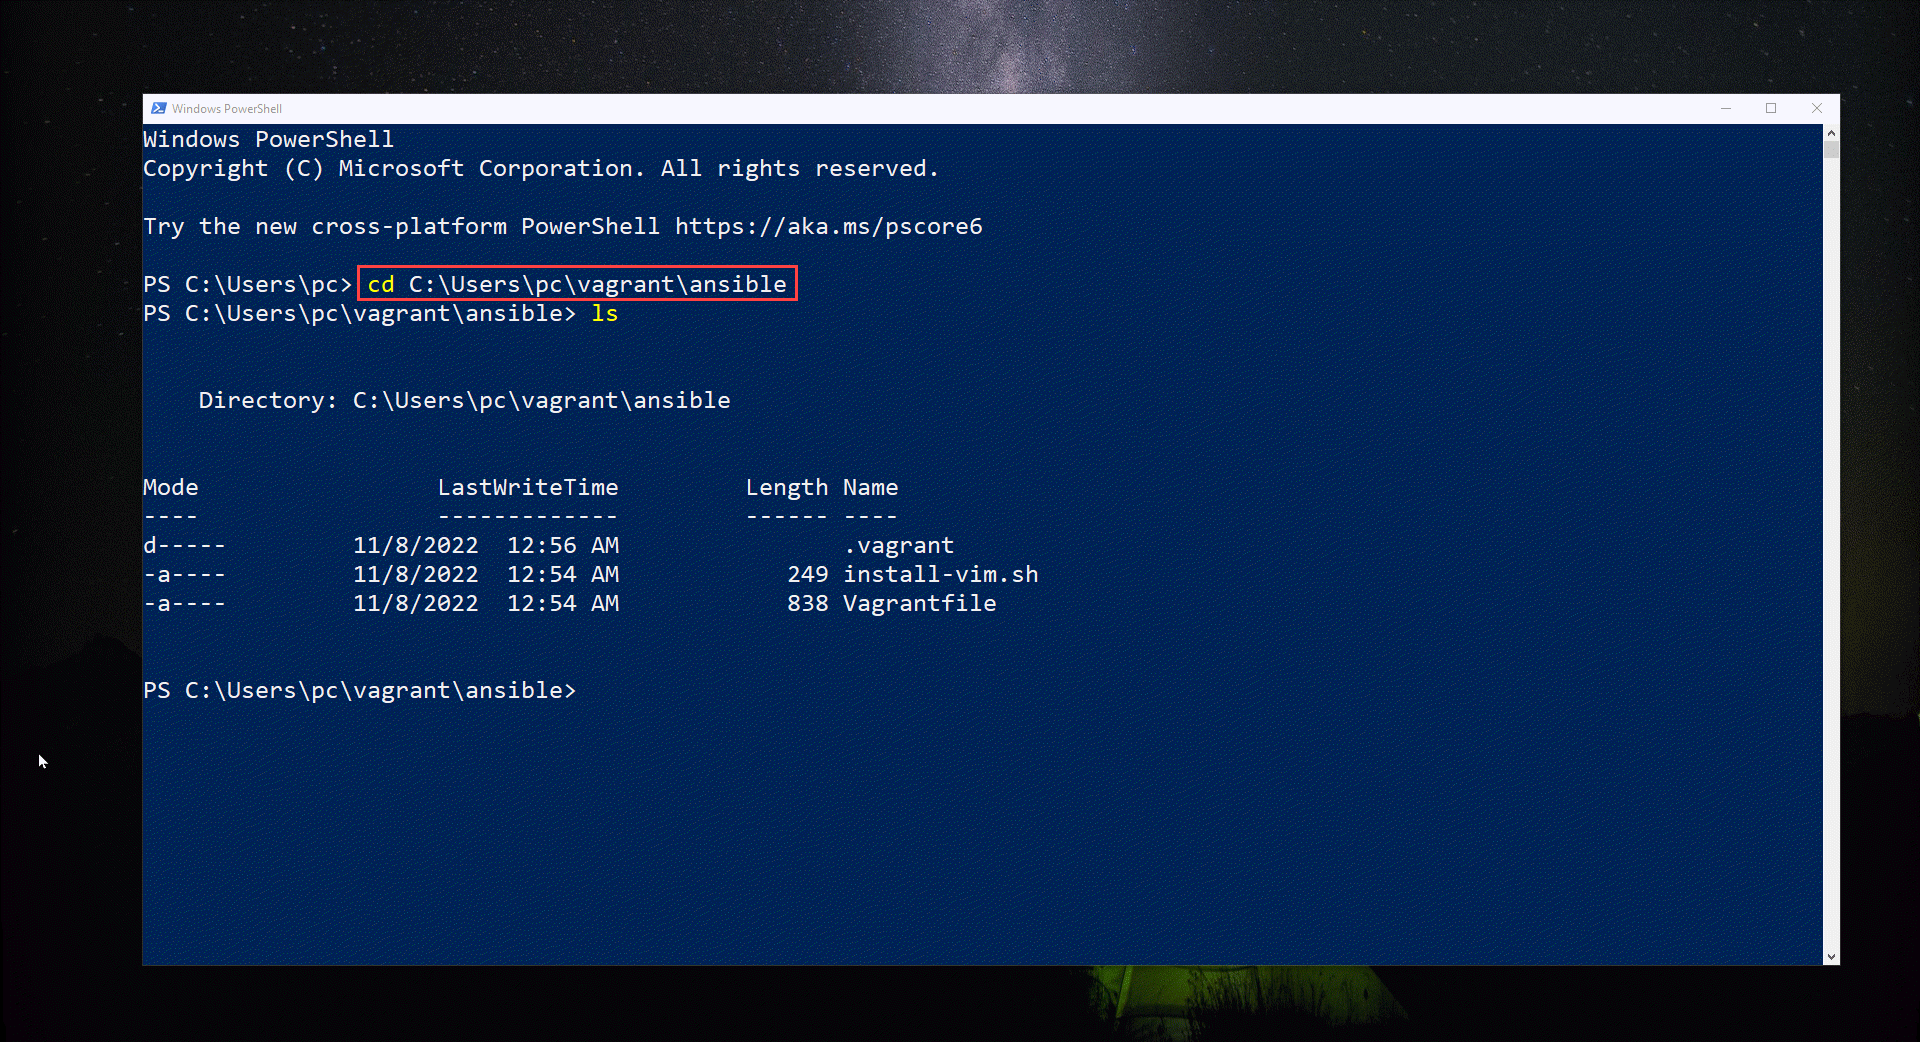 Windows PowerShell
Windows PowerShell
Copyright (C) Microsoft Corporation. All rights reserved.
Try the new cross-platform PowerShell https://aka.ms/pscore6
PS C:\Users\pc> cd C:\Users\pc\vagrant\ansible
PS C:\Users\pc\vagrant\ansible> ls
Directory: C:\Users\pc\vagrant\ansible
Mode LastWriteTime Length Name
---- ------------- ------ ----
d----- 11/8/2022 12:56 AM .vagrant
-a---- 11/8/2022 12:54 AM 249 install-vim.sh
-a---- 11/8/2022 12:54 AM 838 Vagrantfile
PS C:\Users\pc\vagrant\ansible>